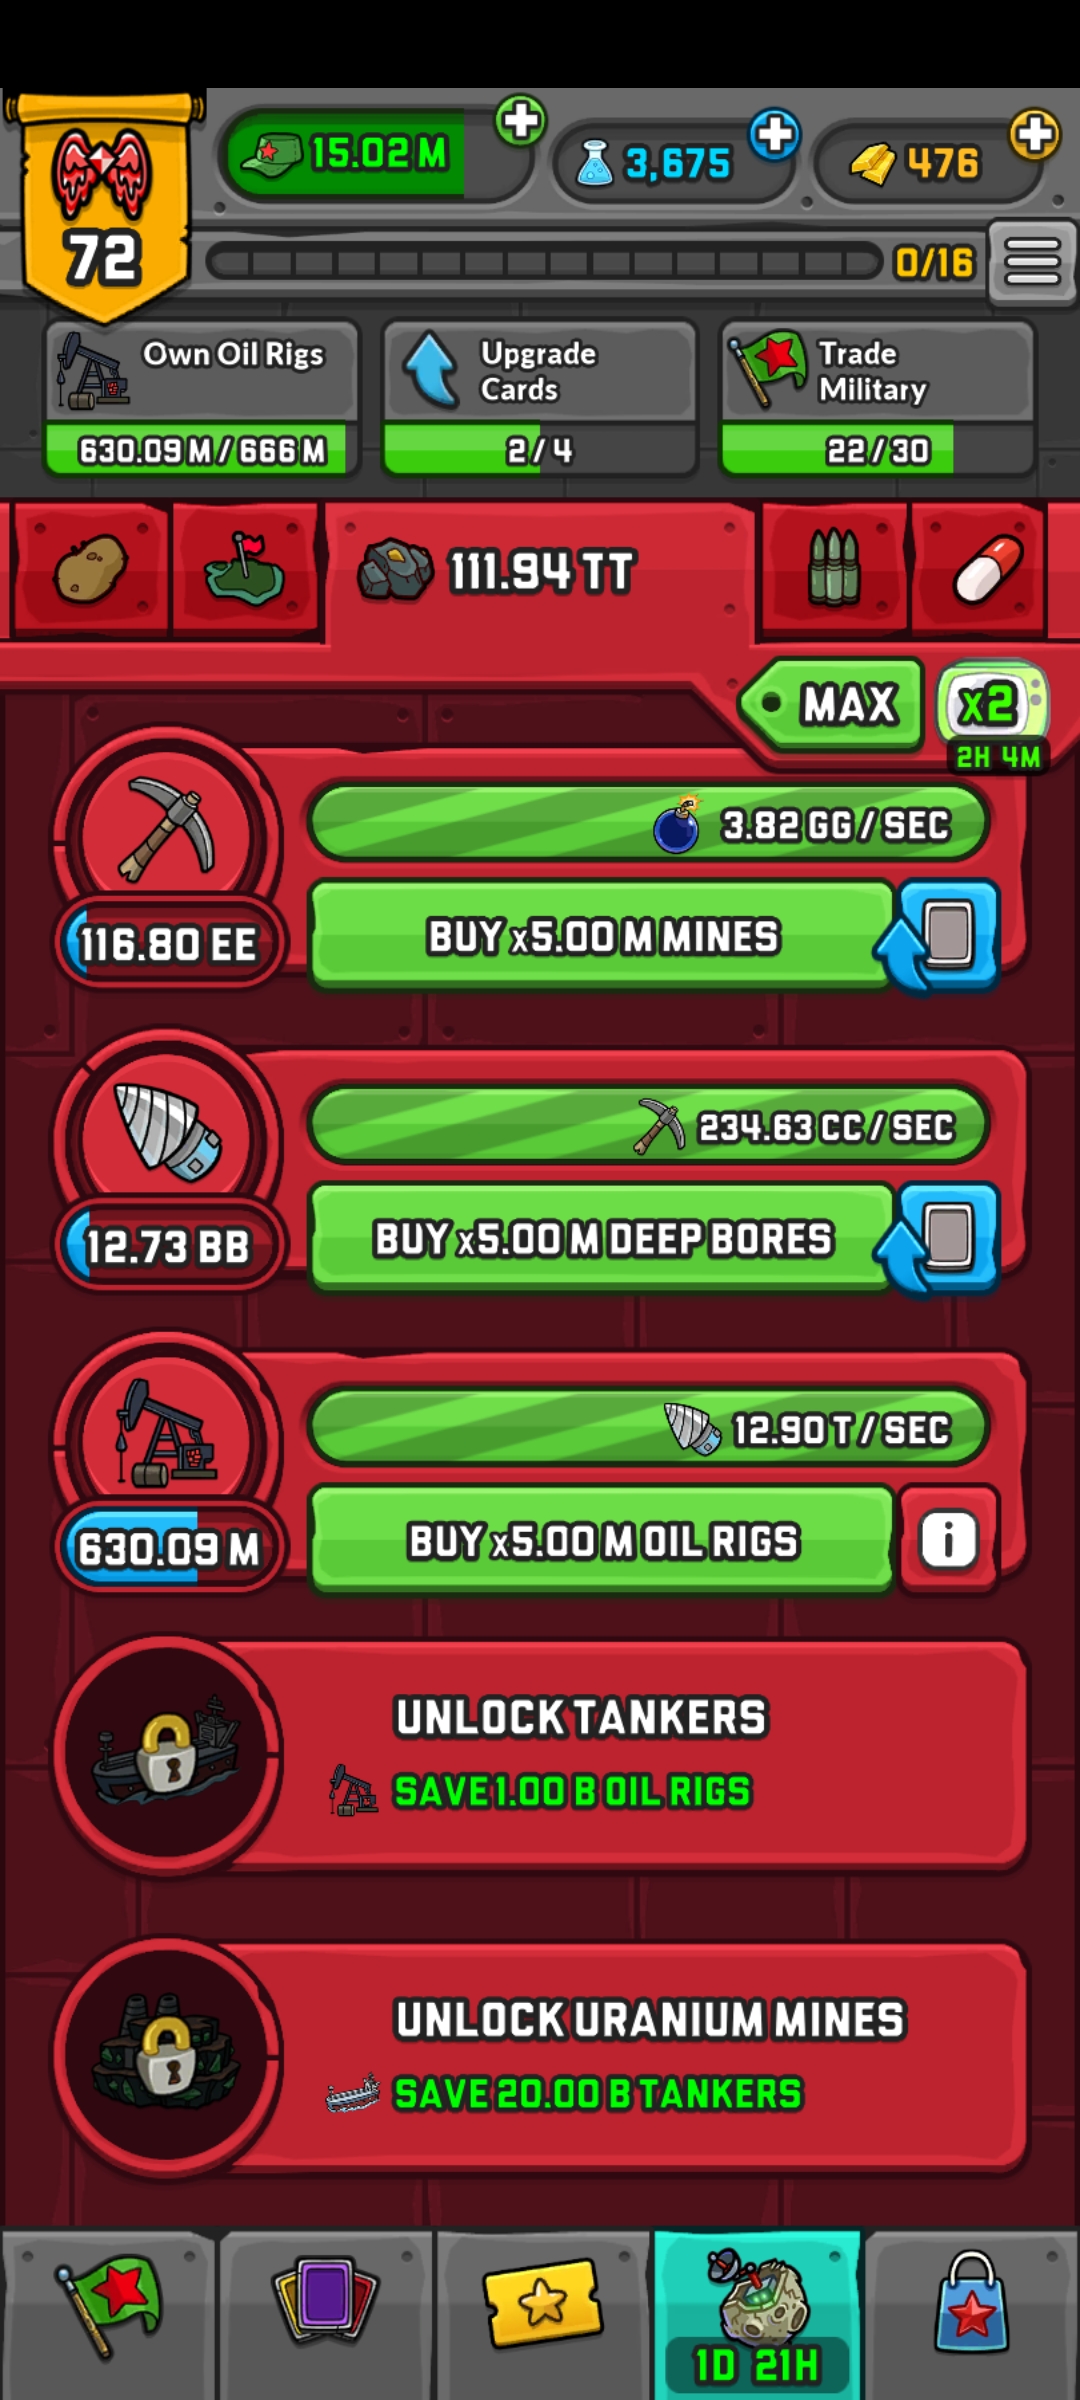 15.02 M
3,675
476
72
0/16
Own Oil Rigs
630.09 M / 666 M
Upgrade
Cards
2 / 4
Trade
Military
22 / 30
111.94 TT
MAX
x2
2H 4M
3.82 GG / SEC
116.80 EE
BUY x5.00 M MINES
234.63 CC / SEC
12.73 BB
BUY x5.00 M DEEP BORES
12.90 T / SEC
630.09 M
BUY x5.00 M OIL RIGS
i
UNLOCK TANKERS
SAVE 1.00 B OIL RIGS
UNLOCK URANIUM MINES
SAVE 20.00 B TANKERS
1D 21H